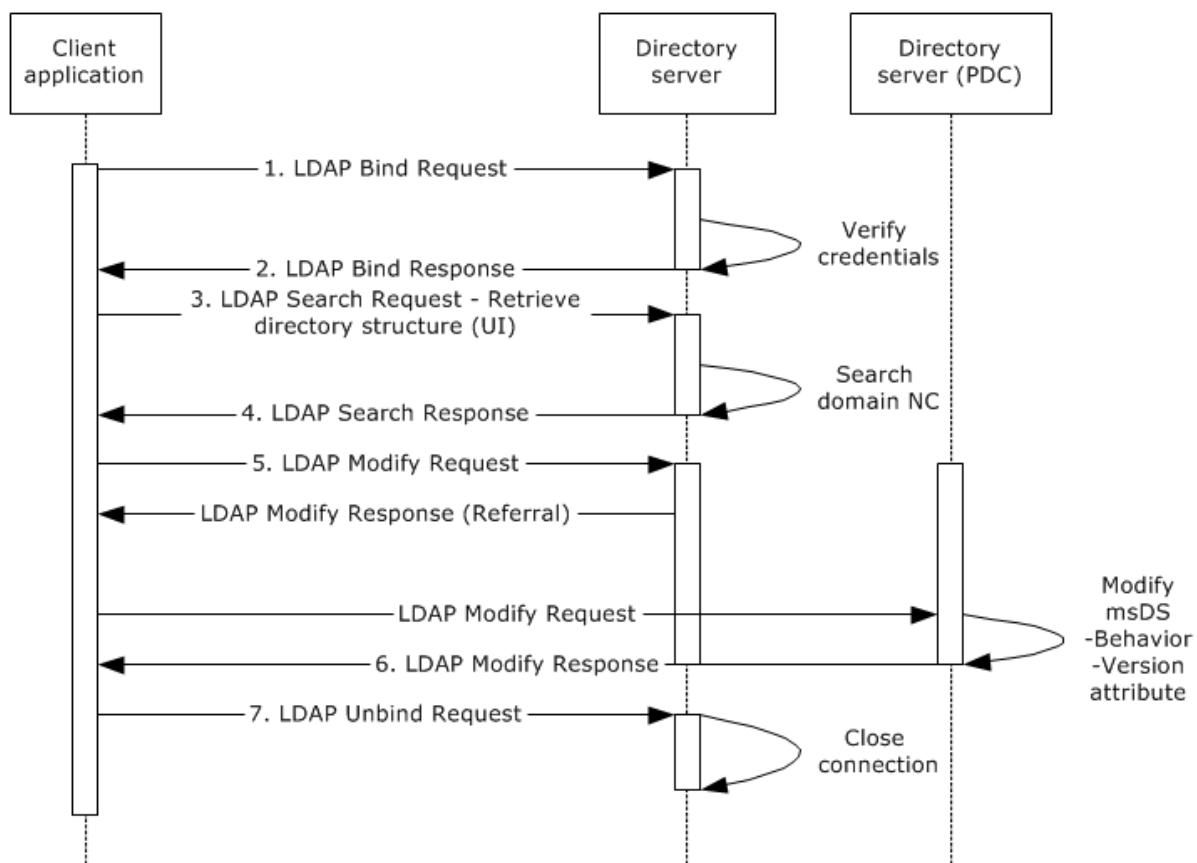 Client
application
Directory
server
Directory
server (PDC)
1. LDAP Bind Request
Verify
credentials
2. LDAP Bind Response
3. LDAP Search Request - Retrieve
directory structure (UI)
Search
domain NC
4. LDAP Search Response
5. LDAP Modify Request
LDAP Modify Response (Referral)
LDAP Modify Request
Modify
msDS
-Behavior
-Version
attribute
6. LDAP Modify Response
7. LDAP Unbind Request
Close
connection